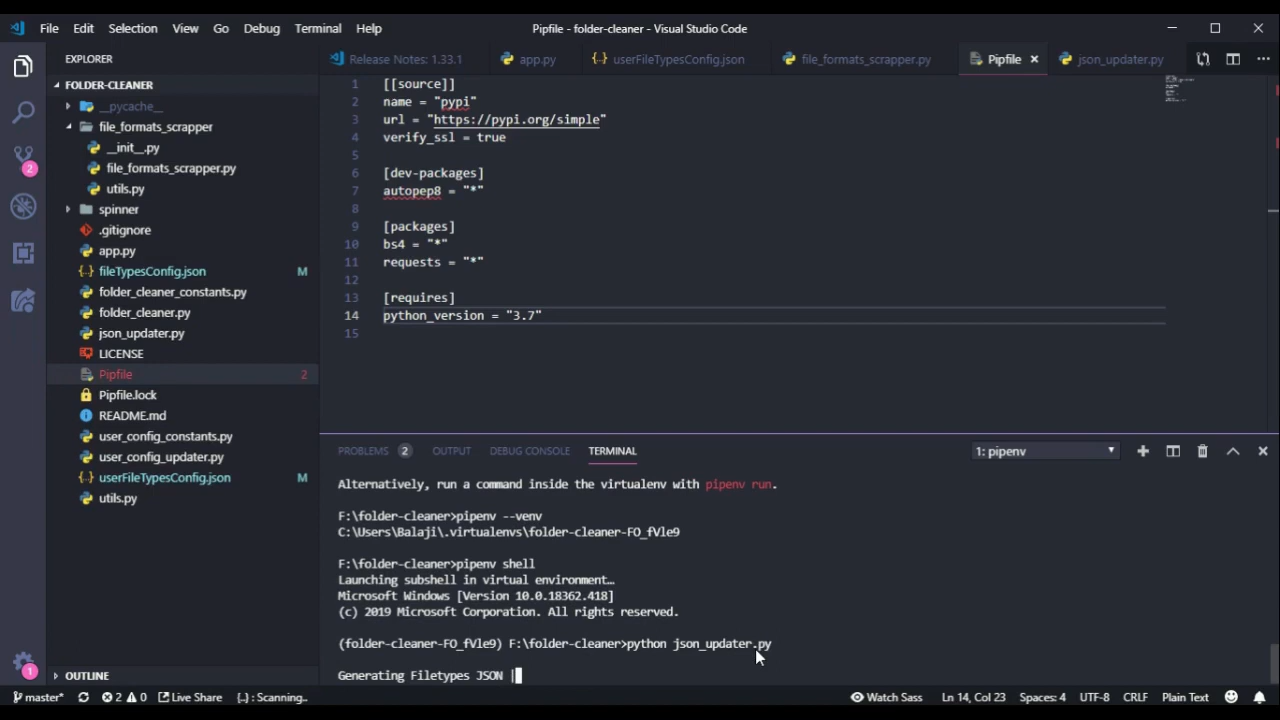 File Edit Selection View Go Debug Terminal Help Pipfile - folder-cleaner - Visual Studio Code
EXPLORER
FOLDER-CLEANER
__pycache__
file_formats_scrapper
__init__.py
file_formats_scrapper.py
utils.py
spinner
.gitignore
app.py
fileTypesConfig.json M
folder_cleaner_constants.py
folder_cleaner.py
json_updater.py
LICENSE
Pipfile 2
Pipfile.lock
README.md
user_config_constants.py
user_config_updater.py
userFileTypesConfig.json M
utils.py
OUTLINE
2
1
Release Notes: 1.33.1 app.py userFileTypesConfig.json file_formats_scrapper.py Pipfile json_updater.py
1 [[source]]
2 name = "pypi"
3 url = "https://pypi.org/simple"
4 verify_ssl = true
5
6 [dev-packages]
7 autopep8 = "*"
8
9 [packages]
10 bs4 = "*"
11 requests = "*"
12
13 [requires]
14 python_version = "3.7"
15
PROBLEMS 2 OUTPUT DEBUG CONSOLE TERMINAL 1: pipenv
Alternatively, run a command inside the virtualenv with pipenv run.
F:\folder-cleaner>pipenv --venv
C:\Users\Balaji\.virtualenvs\folder-cleaner-FO_fVle9
F:\folder-cleaner>pipenv shell
Launching subshell in virtual environment…
Microsoft Windows [Version 10.0.18362.418]
(c) 2019 Microsoft Corporation. All rights reserved.
(folder-cleaner-FO_fVle9) F:\folder-cleaner>python json_updater.py
Generating Filetypes JSON |
master* 2 0 Live Share {..} : Scanning.. Watch Sass Ln 14, Col 23 Spaces: 4 UTF-8 CRLF Plain Text